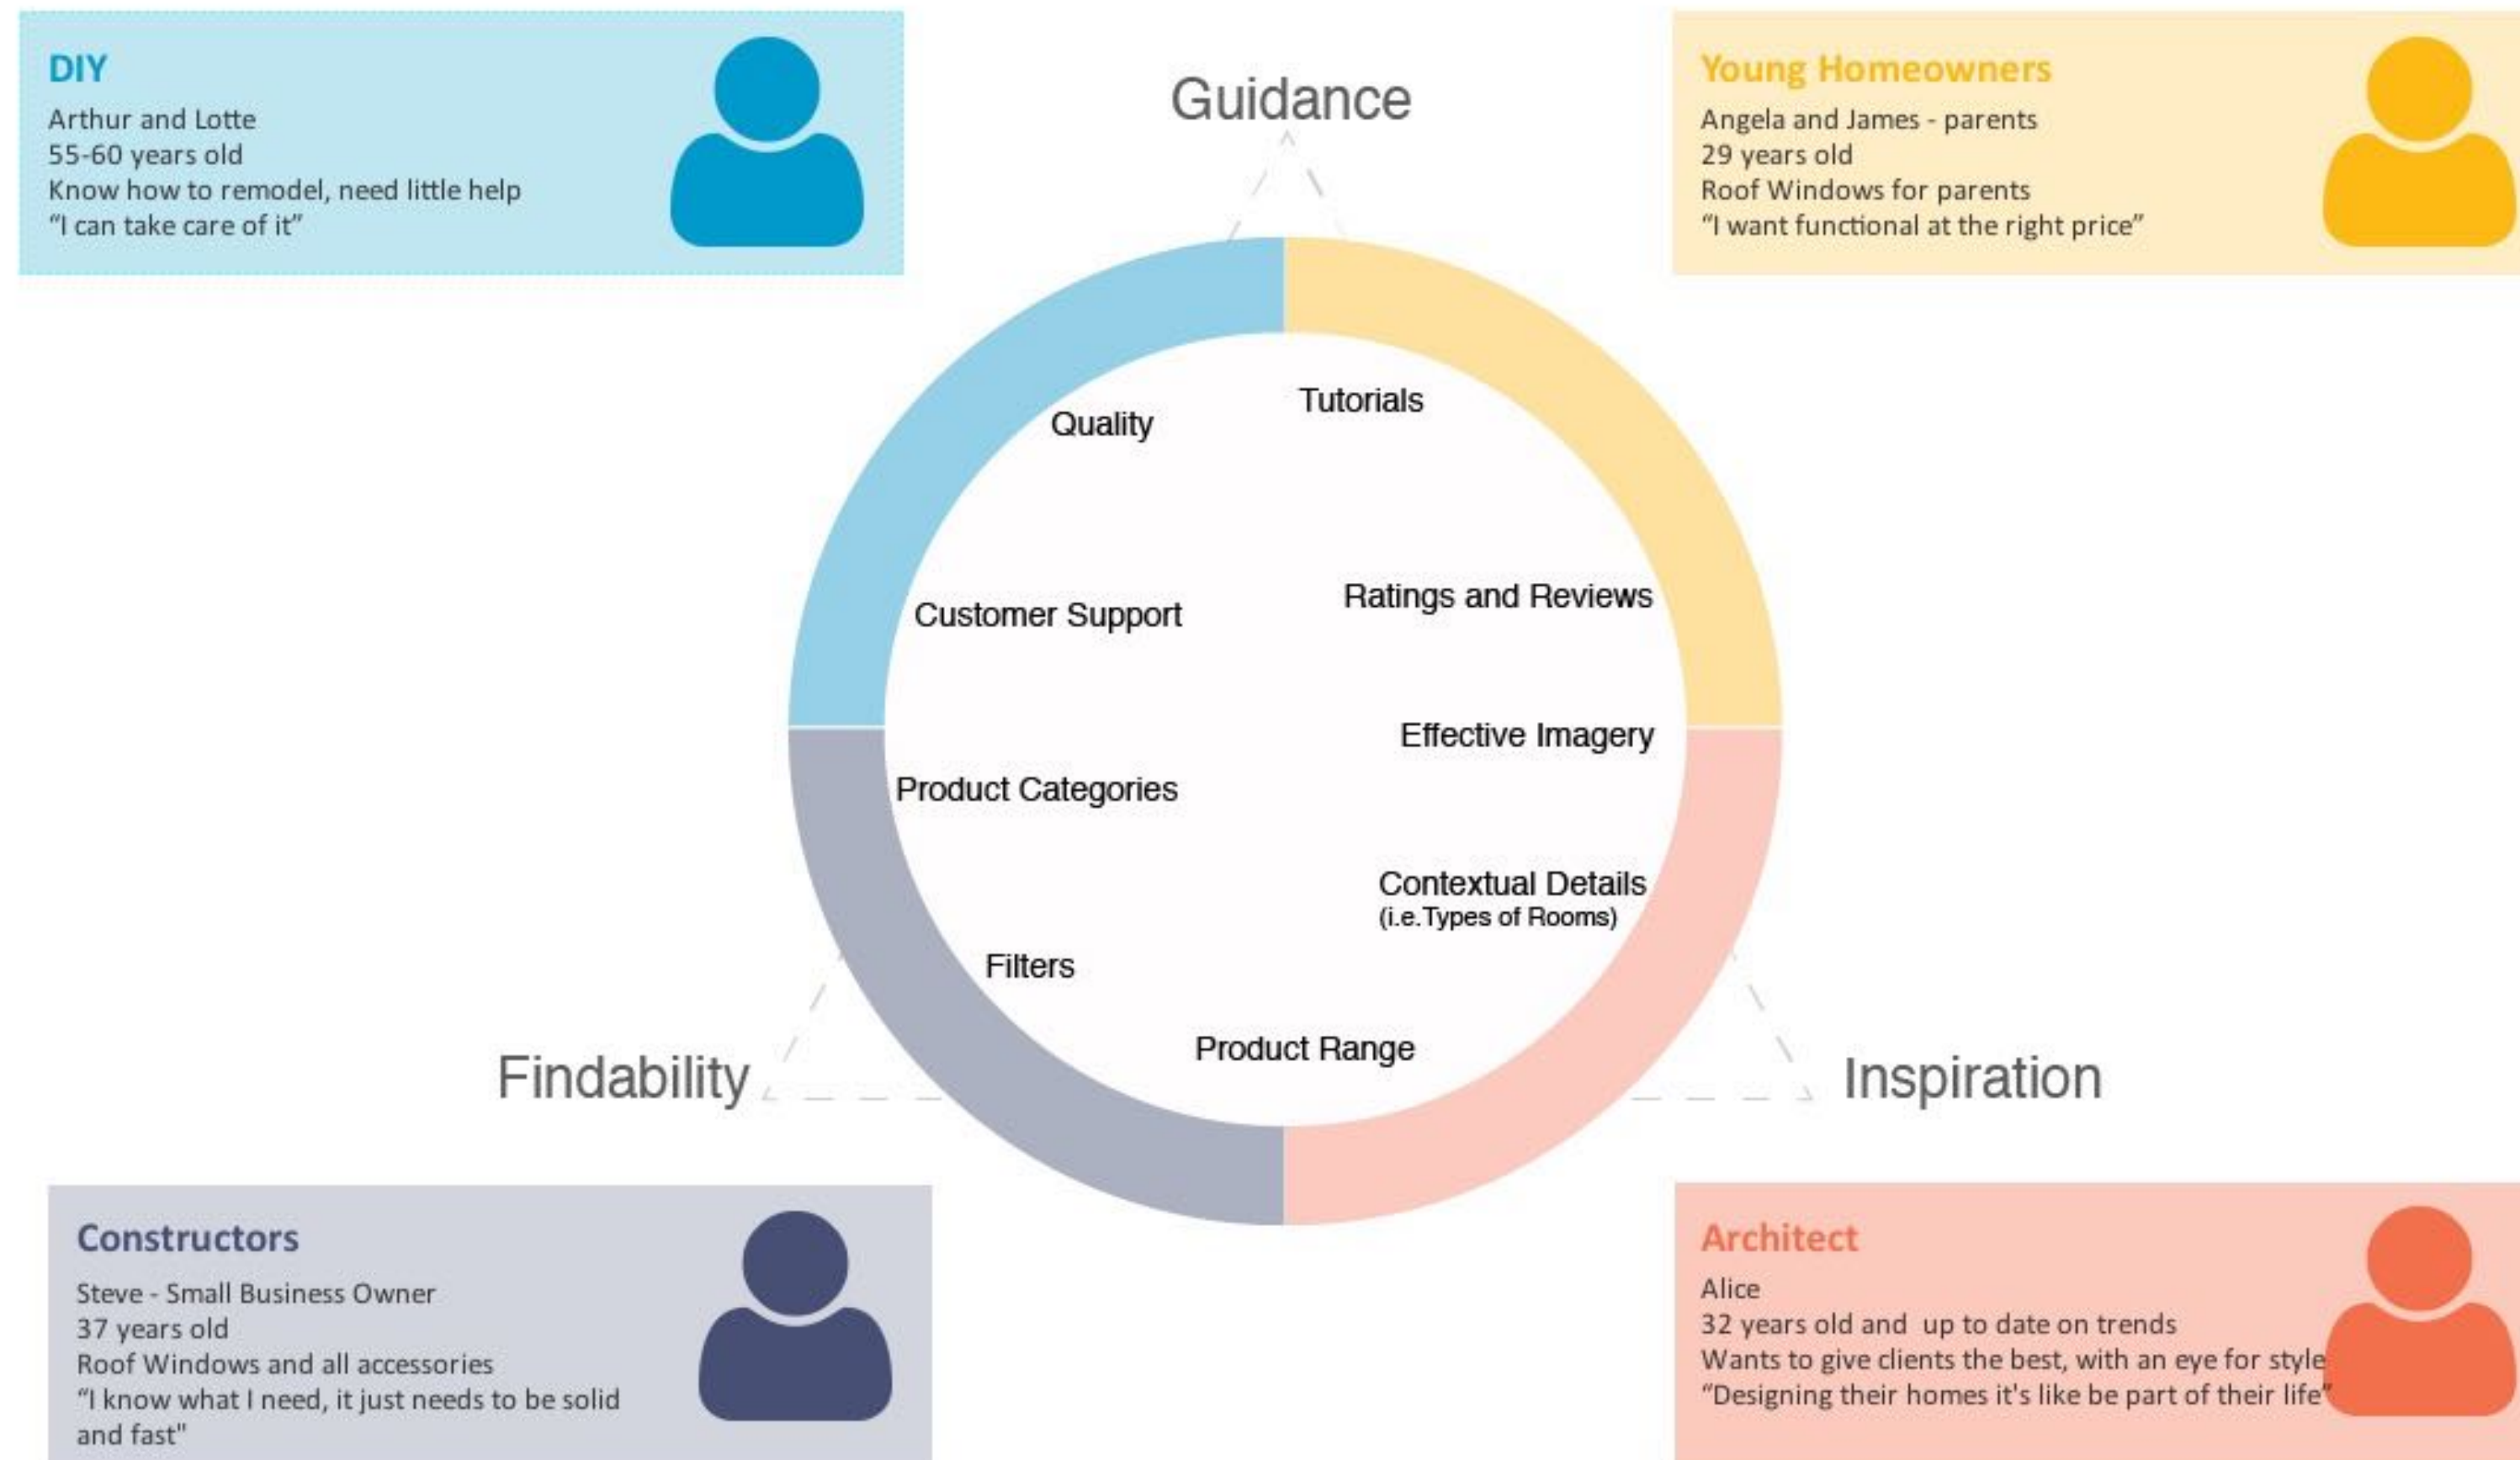 DIY
Arthur and Lotte
55-60 years old
Know how to remodel, need little help
“I can take care of it”
Young Homeowners
Angela and James - parents
29 years old
Roof Windows for parents
“I want functional at the right price”
Guidance
Tutorials
Quality
Ratings and Reviews
Customer Support
Effective Imagery
Product Categories
Contextual Details
(i.e.Types of Rooms)
Filters
Product Range
Findability
Inspiration
Constructors
Steve - Small Business Owner
37 years old
Roof Windows and all accessories
“I know what I need, it just needs to be solid
and fast"
Architect
Alice
32 years old and  up to date on trends
Wants to give clients the best, with an eye for style
“Designing their homes it's like be part of their life”